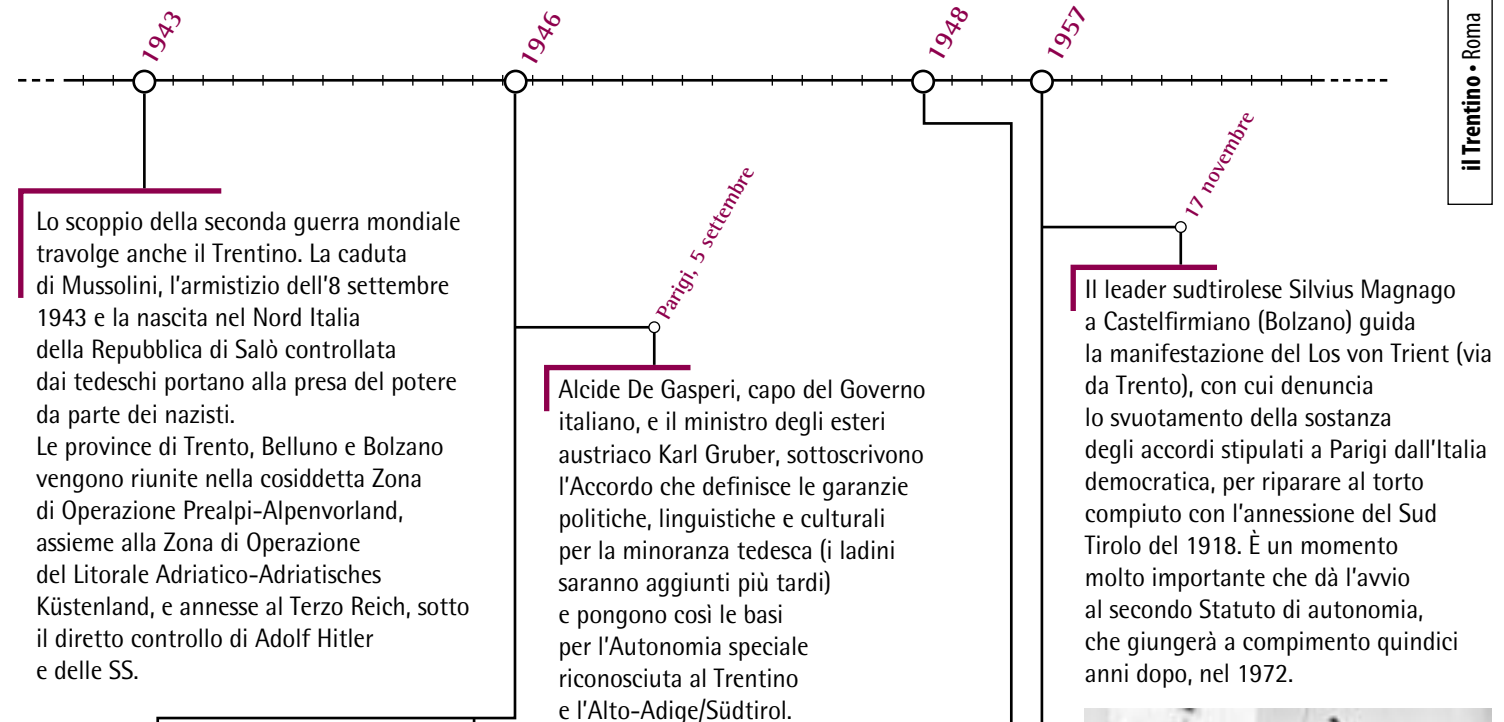 1943
1946
1948
1957
il Trentino • Roma
Lo scoppio della seconda guerra mondiale
travolge anche il Trentino. La caduta
di Mussolini, l'armistizio dell'8 settembre
1943 e la nascita nel Nord Italia
della Repubblica di Salò controllata
dai tedeschi portano alla presa del potere
da parte dei nazisti.
Le province di Trento, Belluno e Bolzano
vengono riunite nella cosiddetta Zona
di Operazione Prealpi-Alpenvorland,
assieme alla Zona di Operazione
del Litorale Adriatico-Adriatisches
Küstenland, e annesse al Terzo Reich, sotto
il diretto controllo di Adolf Hitler
e delle SS.
Parigi, 5 settembre
Alcide De Gasperi, capo del Governo
italiano, e il ministro degli esteri
austriaco Karl Gruber, sottoscrivono
l'Accordo che definisce le garanzie
politiche, linguistiche e culturali
per la minoranza tedesca (i ladini
saranno aggiunti più tardi)
e pongono così le basi
per l'Autonomia speciale
riconosciuta al Trentino
e l'Alto-Adige/Südtirol.
17 novembre
Il leader sudtirolese Silvius Magnago
a Castelfirmiano (Bolzano) guida
la manifestazione del Los von Trient (via
da Trento), con cui denuncia
lo svuotamento della sostanza
degli accordi stipulati a Parigi dall'Italia
democratica, per riparare al torto
compiuto con l'annessione del Sud
Tirolo del 1918. È un momento
molto importante che dà l'avvio
al secondo Statuto di autonomia,
che giungerà a compimento quindici
anni dopo, nel 1972.